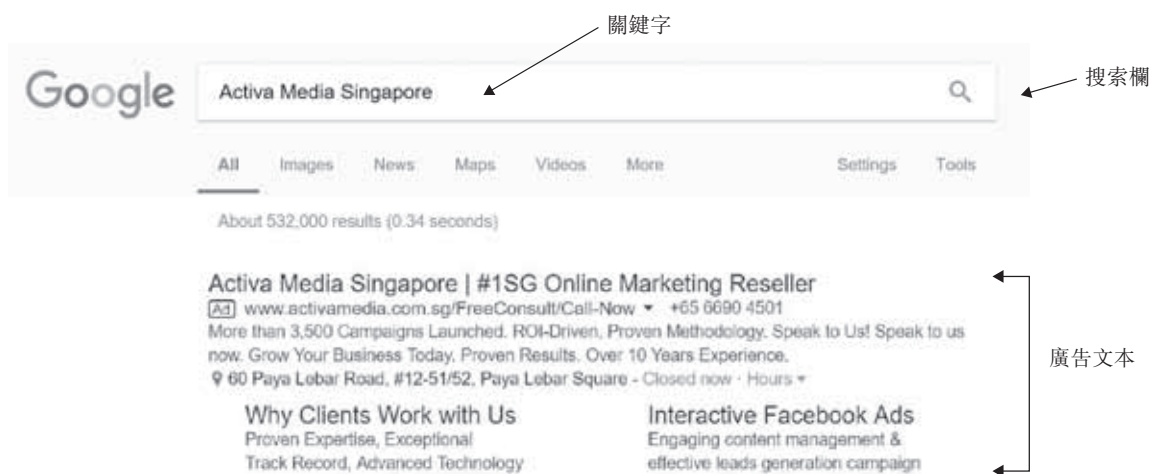 關鍵字
Google
Activa Media Singapore
搜索欄
All Images News Maps Videos More Settings Tools
About 532,000 results (0.34 seconds)
Activa Media Singapore | #1SG Online Marketing Reseller
Ad www.activamedia.com.sg/FreeConsult/Call-Now +65 6690 4501
More than 3,500 Campaigns Launched. ROI-Driven, Proven Methodology. Speak to Us! Speak to us
now. Grow Your Business Today. Proven Results. Over 10 Years Experience.
60 Paya Lebar Road, #12-51/52, Paya Lebar Square - Closed now · Hours
廣告文本
Why Clients Work with Us
Proven Expertise, Exceptional
Track Record, Advanced Technology
Interactive Facebook Ads
Engaging content management &
effective leads generation campaign